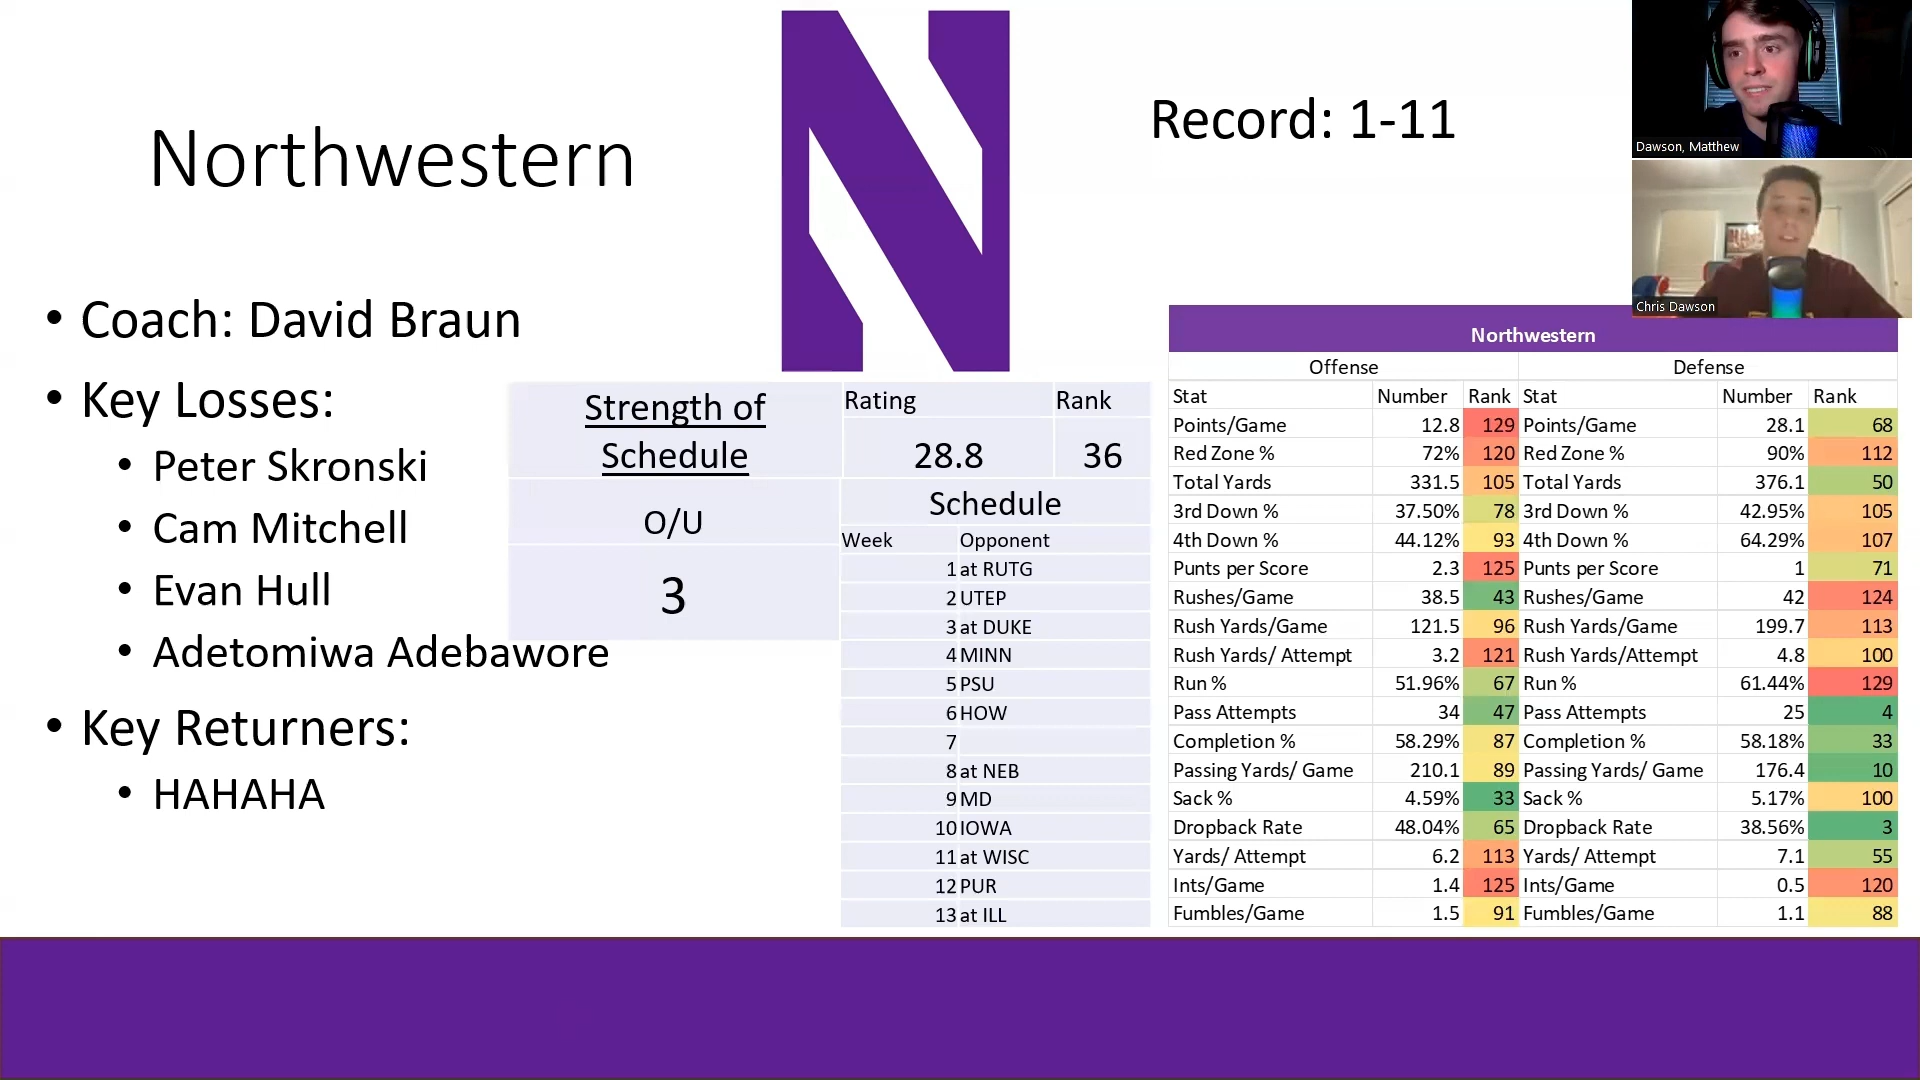 Northwestern
Record: 1-11
Dawson, Matthew
Chris Dawson
• Coach: David Braun
• Key Losses:
• Peter Skronski
• Cam Mitchell
• Evan Hull
• Adetomiwa Adebawore
• Key Returners:
• HAHAHA
Strength of Schedule Rating Rank
28.8 36
O/U
3
Schedule
Week Opponent
1 at RUTG
2 UTEP
3 at DUKE
4 MINN
5 PSU
6 HOW
7
8 at NEB
9 MD
10 IOWA
11 at WISC
12 PUR
13 at ILL
Northwestern
Offense Defense
Stat Number Rank Stat Number Rank
Points/Game 12.8 129 Points/Game 28.1 68
Red Zone % 72% 120 Red Zone % 90% 112
Total Yards 331.5 105 Total Yards 376.1 50
3rd Down % 37.50% 78 3rd Down % 42.95% 105
4th Down % 44.12% 93 4th Down % 64.29% 107
Punts per Score 2.3 125 Punts per Score 1 71
Rushes/Game 38.5 43 Rushes/Game 42 124
Rush Yards/Game 121.5 96 Rush Yards/Game 199.7 113
Rush Yards/ Attempt 3.2 121 Rush Yards/Attempt 4.8 100
Run % 51.96% 67 Run % 61.44% 129
Pass Attempts 34 47 Pass Attempts 25 4
Completion % 58.29% 87 Completion % 58.18% 33
Passing Yards/ Game 210.1 89 Passing Yards/ Game 176.4 10
Sack % 4.59% 33 Sack % 5.17% 100
Dropback Rate 48.04% 65 Dropback Rate 38.56% 3
Yards/ Attempt 6.2 113 Yards/ Attempt 7.1 55
Ints/Game 1.4 125 Ints/Game 0.5 120
Fumbles/Game 1.5 91 Fumbles/Game 1.1 88